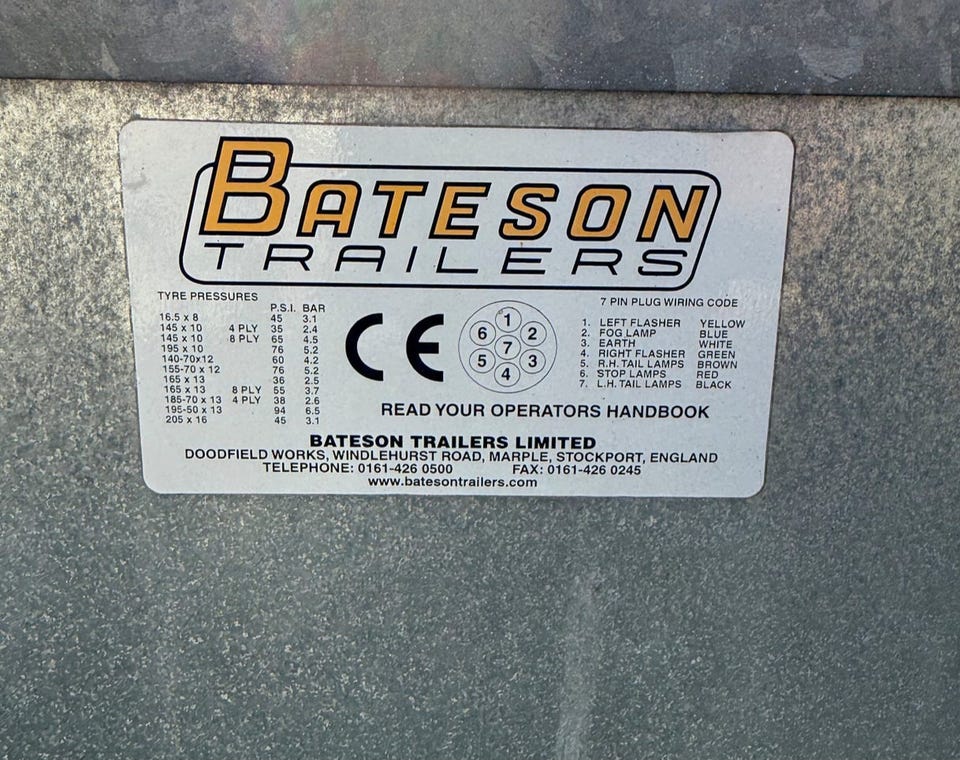 BATESON
TRAILERS
TYRE PRESSURES
P.S.I. BAR
16.5 x 8 45 3.1
145 x 10 4 PLY 35 2.4
145 x 10 8 PLY 65 4.5
195 x 10 76 5.2
140-70x12 60 4.2
155-70 x 12 76 5.2
165 x 13 36 2.5
165 x 13 8 PLY 55 3.7
185-70 x 13 4 PLY 38 2.6
195-50 x 13 94 6.5
205 x 16 45 3.1
CE
1
6 2
7
5 3
4
7 PIN PLUG WIRING CODE
1. LEFT FLASHER YELLOW
2. FOG LAMP BLUE
3. EARTH WHITE
4. RIGHT FLASHER GREEN
5. R.H. TAIL LAMPS BROWN
6. STOP LAMPS RED
7. L.H. TAIL LAMPS BLACK
READ YOUR OPERATORS HANDBOOK
BATESON TRAILERS LIMITED
DOODFIELD WORKS, WINDLEHURST ROAD, MARPLE, STOCKPORT, ENGLAND
TELEPHONE: 0161-426 0500 FAX: 0161-426 0245
www.batesontrailers.com